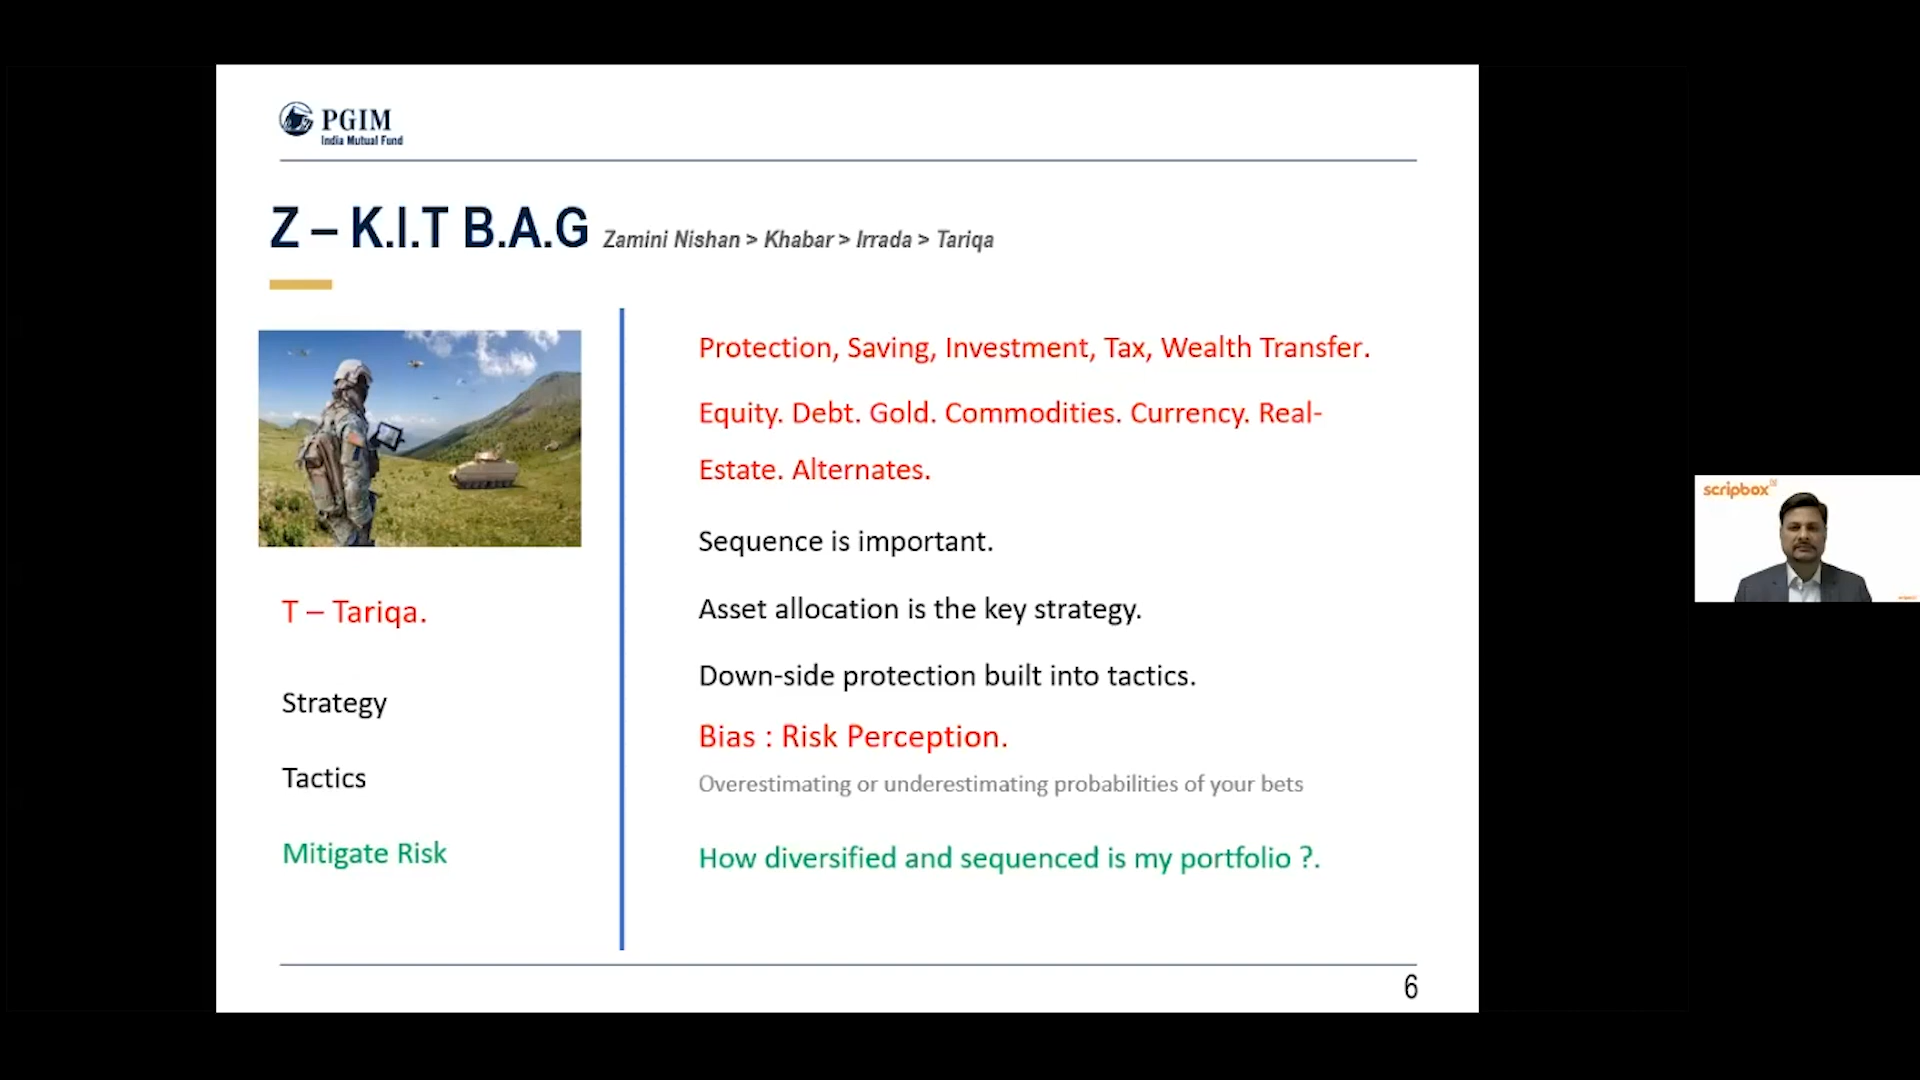 PGIM
India Mutual Fund
Z – K.I.T B.A.G Zamini Nishan > Khabar > Irrada > Tariqa
T – Tariqa.
Strategy
Tactics
Mitigate Risk
Protection, Saving, Investment, Tax, Wealth Transfer.
Equity. Debt. Gold. Commodities. Currency. Real-
Estate. Alternates.
Sequence is important.
Asset allocation is the key strategy.
Down-side protection built into tactics.
Bias : Risk Perception.
Overestimating or underestimating probabilities of your bets
How diversified and sequenced is my portfolio ?.
6
scripbox